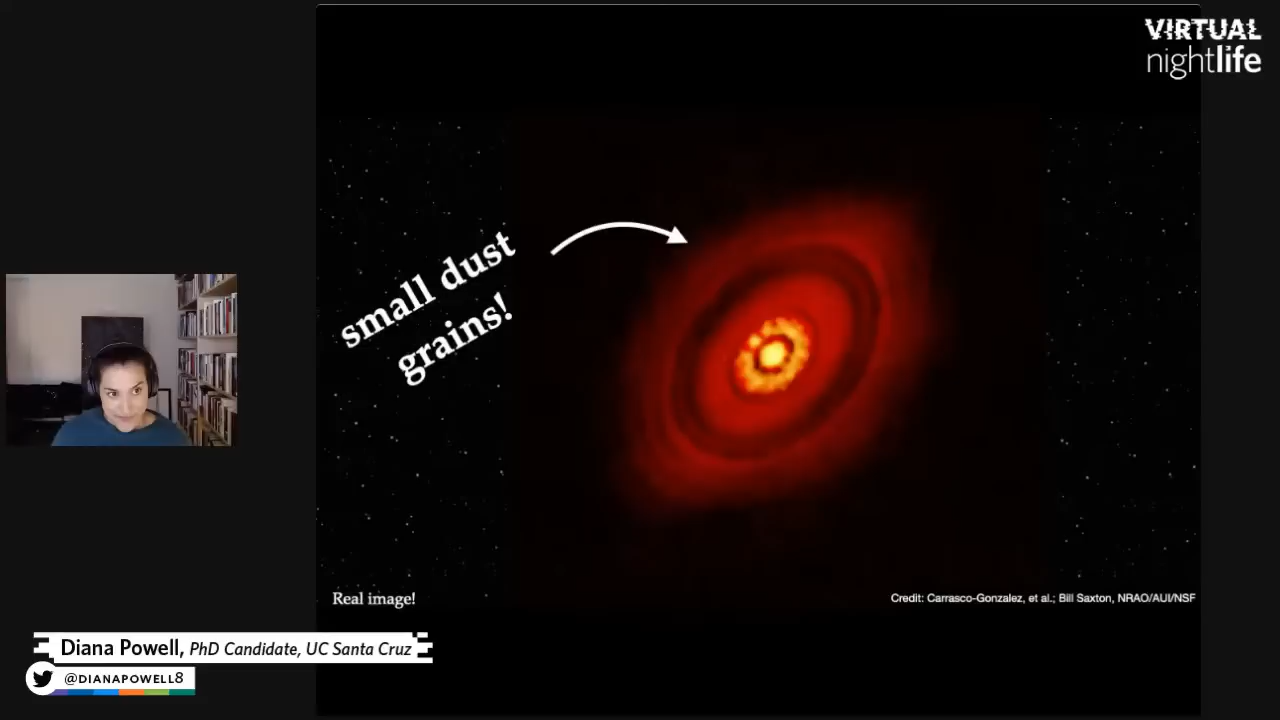 VIRTUAL
nightlife
small dust
grains!
Real image!
Credit: Carrasco-Gonzalez, et al.; Bill Saxton, NRAO/AUI/NSF
Diana Powell, PhD Candidate, UC Santa Cruz
@DIANAPOWELL8